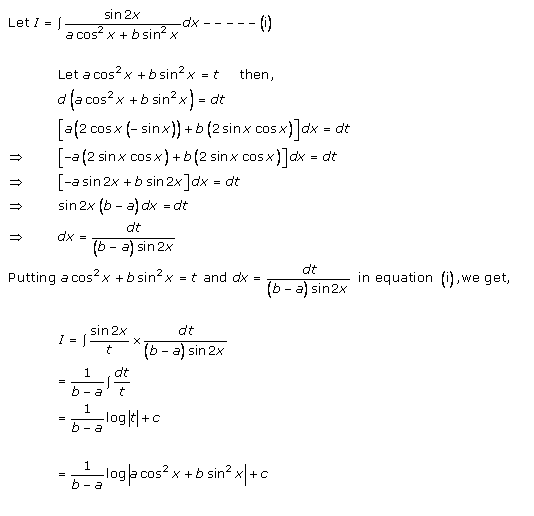 Let I = ∫ sin 2x / (a cos² x + b sin² x) dx − − − − − (i)
Let a cos² x + b sin² x = t then,
d(a cos² x + b sin² x) = dt
[a(2 cos x (− sin x)) + b(2 sin x cos x)]dx = dt
⇒ [−a(2 sin x cos x) + b(2 sin x cos x)]dx = dt
⇒ [−a sin 2x + b sin 2x]dx = dt
⇒ sin 2x (b − a) dx = dt
⇒ dx = dt / ((b − a) sin 2x)
Putting a cos² x + b sin² x = t and dx = dt / ((b − a) sin 2x) in equation (i), we get,
I = ∫ sin 2x / t × dt / ((b − a) sin 2x)
= 1 / (b − a) ∫ dt / t
= 1 / (b − a) log|t| + c
= 1 / (b − a) log|a cos² x + b sin² x| + c